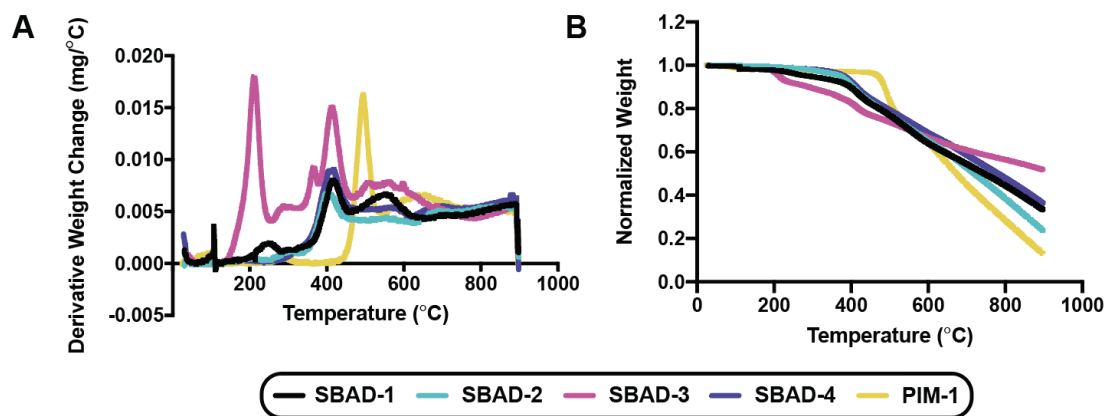 A
Derivative Weight Change (mg/°C)
0.020
0.015
0.010
0.005
0.000
-0.005
200 400 600 800 1000
Temperature (°C)
B
Normalized Weight
1.2
1.0
0.8
0.6
0.4
0.2
0.0
0 200 400 600 800 1000
Temperature (°C)
SBAD-1 SBAD-2 SBAD-3 SBAD-4 PIM-1